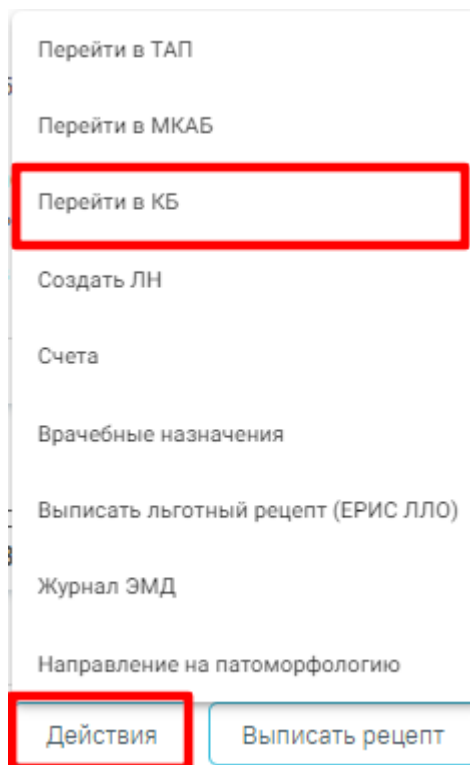 Перейти в ТАП
Перейти в МКАБ
Перейти в КБ
Создать ЛН
Счета
Врачебные назначения
Выписать льготный рецепт (ЕРИС ЛЛО)
Журнал ЭМД
Направление на патоморфологию
Действия Выписать рецепт